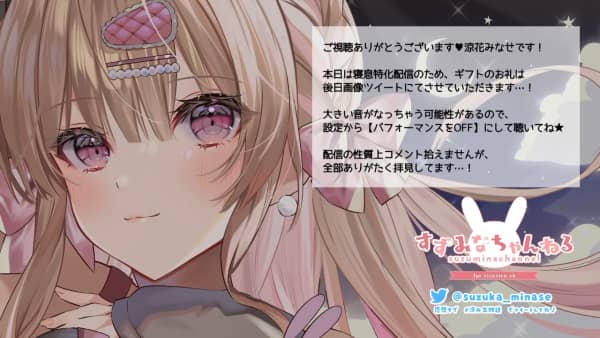 ご視聴ありがとうございます♥涼花みなせです！
本日は寝息特化配信のため、ギフトのお礼は
後日画像ツイートにてさせていただきます…！
大きい音がなっちゃう可能性があるので、
設定から【パフォーマンスをOFF】にして聴いてね★
配信の性質上コメント拾えませんが、
全部ありがたく拝見してます…！
すずみなちゃんねる
suzuminachannel
@suzuka_minase